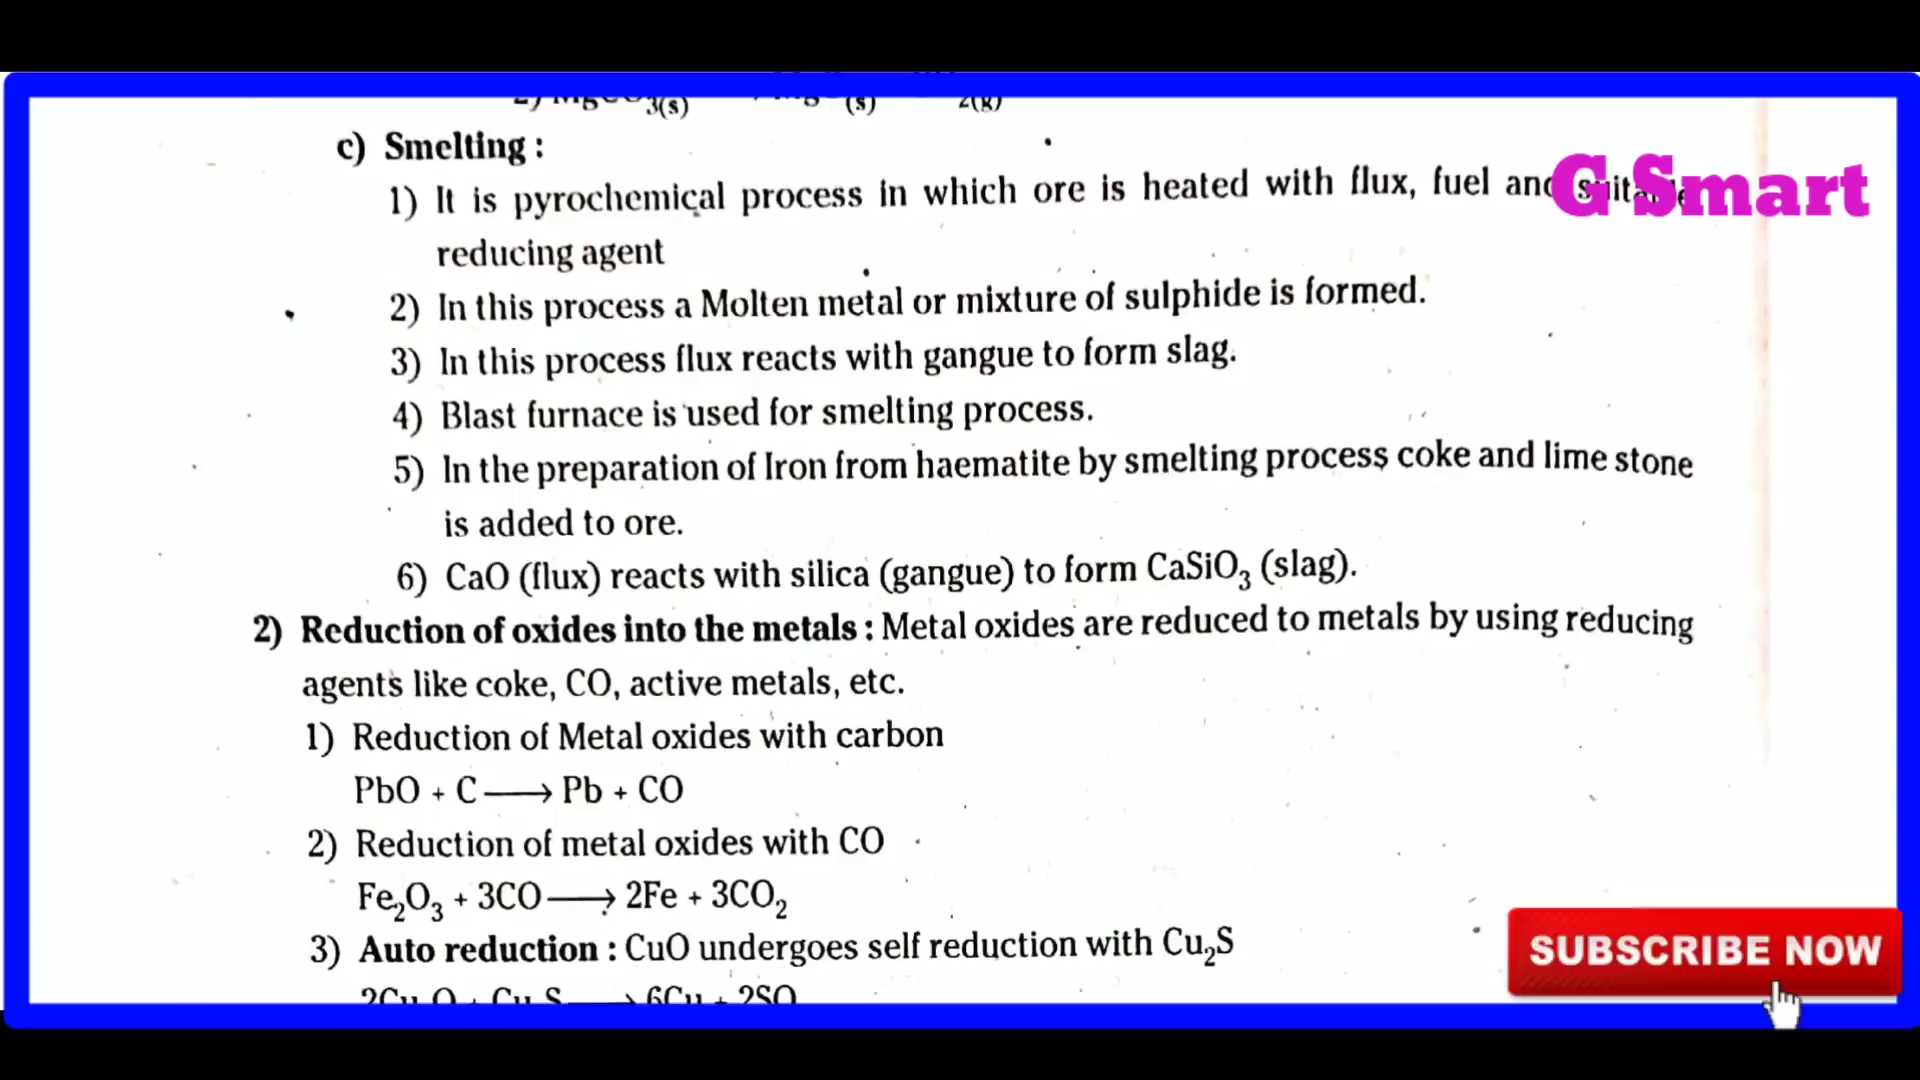 c) Smelting :
1) It is pyrochemical process in which ore is heated with flux, fuel and
G Smart
reducing agent
2) In this process a Molten metal or mixture of sulphide is formed.
3) In this process flux reacts with gangue to form slag.
4) Blast furnace is used for smelting process.
5) In the preparation of Iron from haematite by smelting process coke and lime stone
is added to ore.
6) CaO (flux) reacts with silica (gangue) to form CaSiO₃ (slag).
2) Reduction of oxides into the metals : Metal oxides are reduced to metals by using reducing
agents like coke, CO, active metals, etc.
1) Reduction of Metal oxides with carbon
PbO + C ⟶ Pb + CO
2) Reduction of metal oxides with CO
Fe₂O₃ + 3CO ⟶ 2Fe + 3CO₂
3) Auto reduction : CuO undergoes self reduction with Cu₂S
SUBSCRIBE NOW